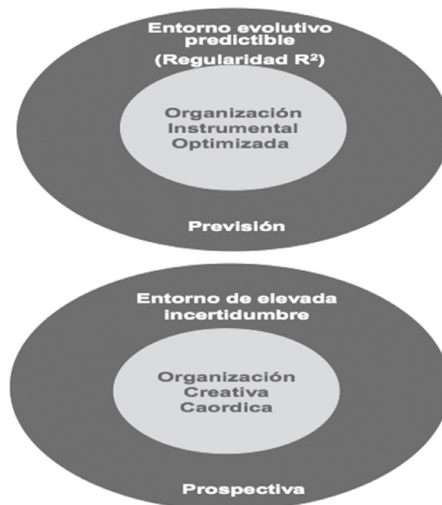 Entorno evolutivo
predictible
(Regularidad R²)
Organización
Instrumental
Optimizada
Previsión
Entorno de elevada
incertidumbre
Organización
Creativa
Caordica
Prospectiva